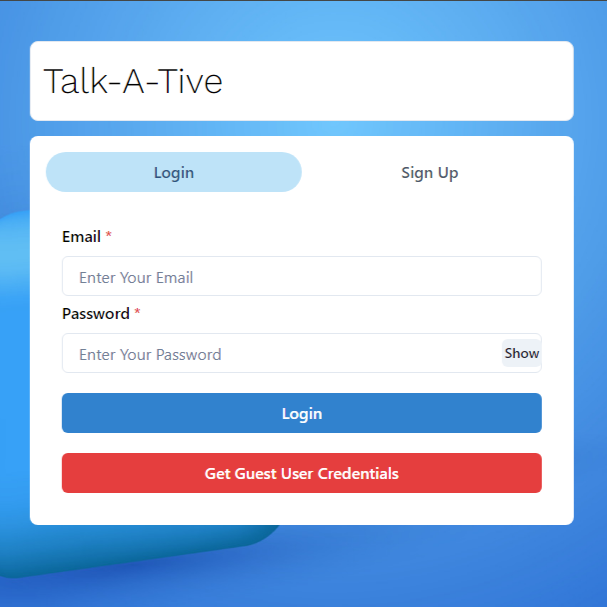 Talk-A-Tive
Login
Sign Up
Email *
Enter Your Email
Password *
Enter Your Password
Show
Login
Get Guest User Credentials